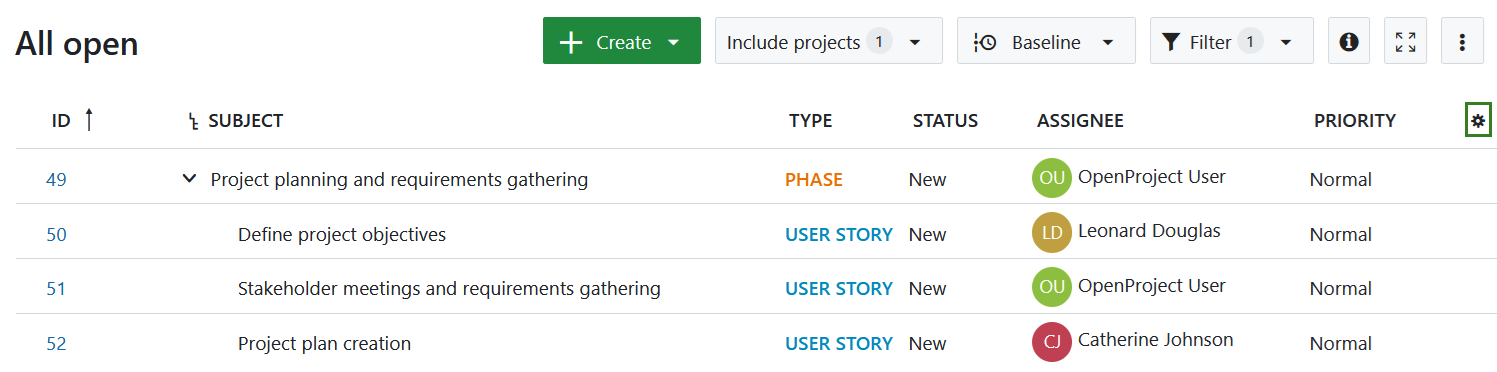 All open
Create Include projects 1 Baseline Filter 1
ID SUBJECT TYPE STATUS ASSIGNEE PRIORITY
49 Project planning and requirements gathering PHASE New OU OpenProject User Normal
50 Define project objectives USER STORY New LD Leonard Douglas Normal
51 Stakeholder meetings and requirements gathering USER STORY New OU OpenProject User Normal
52 Project plan creation USER STORY New CJ Catherine Johnson Normal